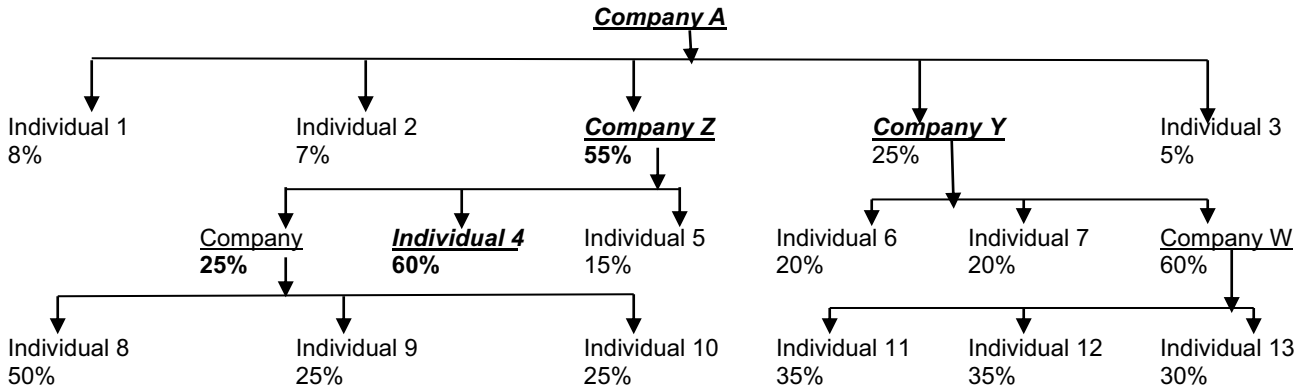 Company A
Individual 1 Individual 2 Company Z Company Y Individual 3
8% 7% 55% 25% 5%
Company Individual 4 Individual 5 Individual 6 Individual 7 Company W
25% 60% 15% 20% 20% 60%
Individual 8 Individual 9 Individual 10 Individual 11 Individual 12 Individual 13
50% 25% 25% 35% 35% 30%